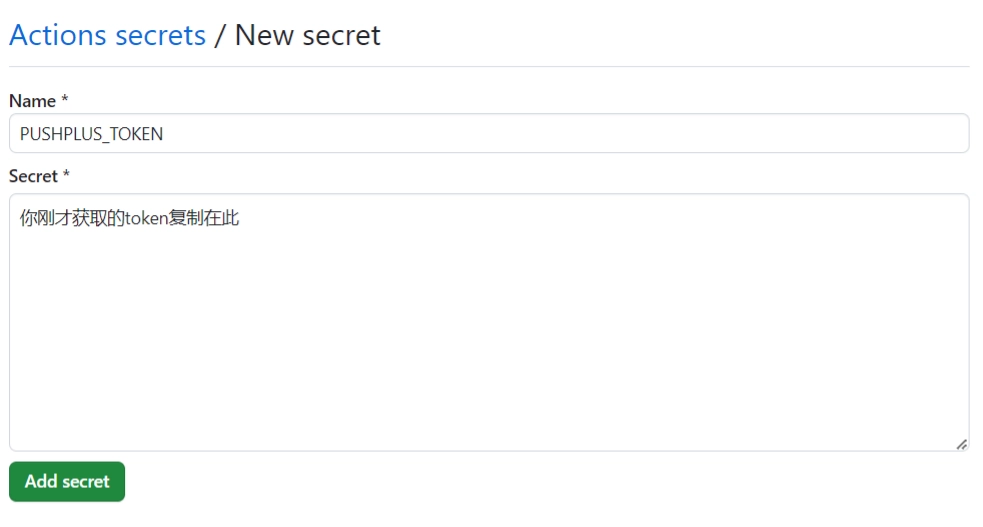 Actions secrets / New secret
Name *
PUSHPLUS_TOKEN
Secret *
你刚才获取的token复制在此
Add secret